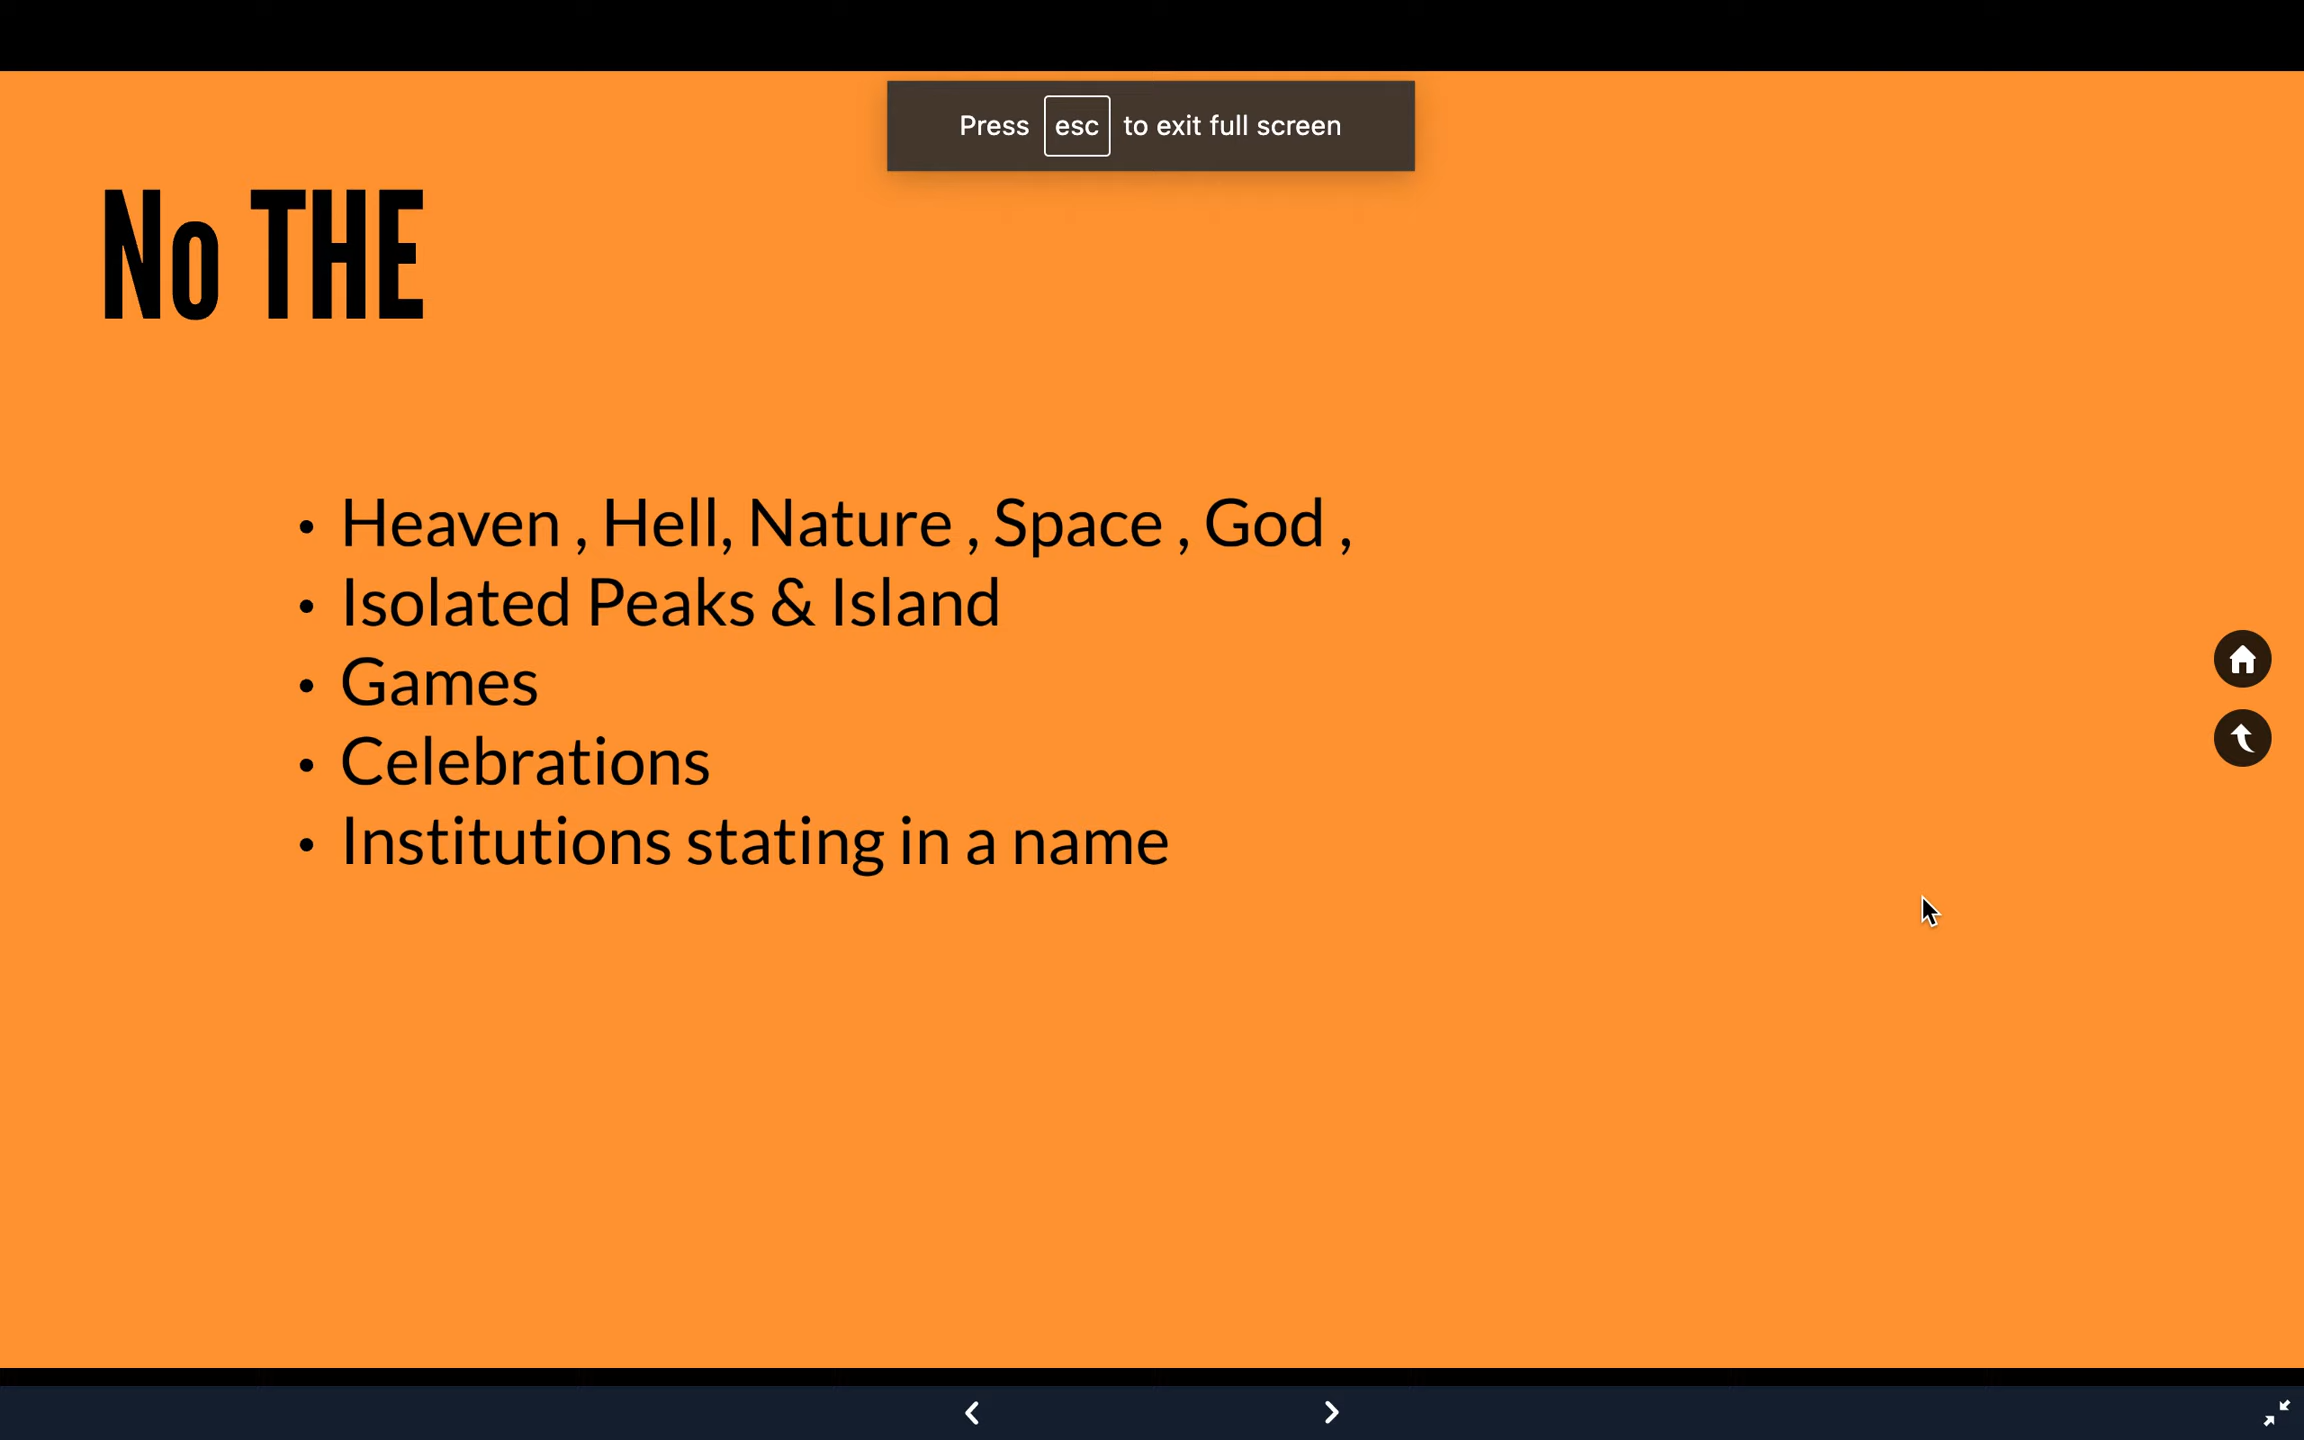 Press esc to exit full screen
No THE
• Heaven , Hell, Nature , Space , God ,
• Isolated Peaks & Island
• Games
• Celebrations
• Institutions stating in a name